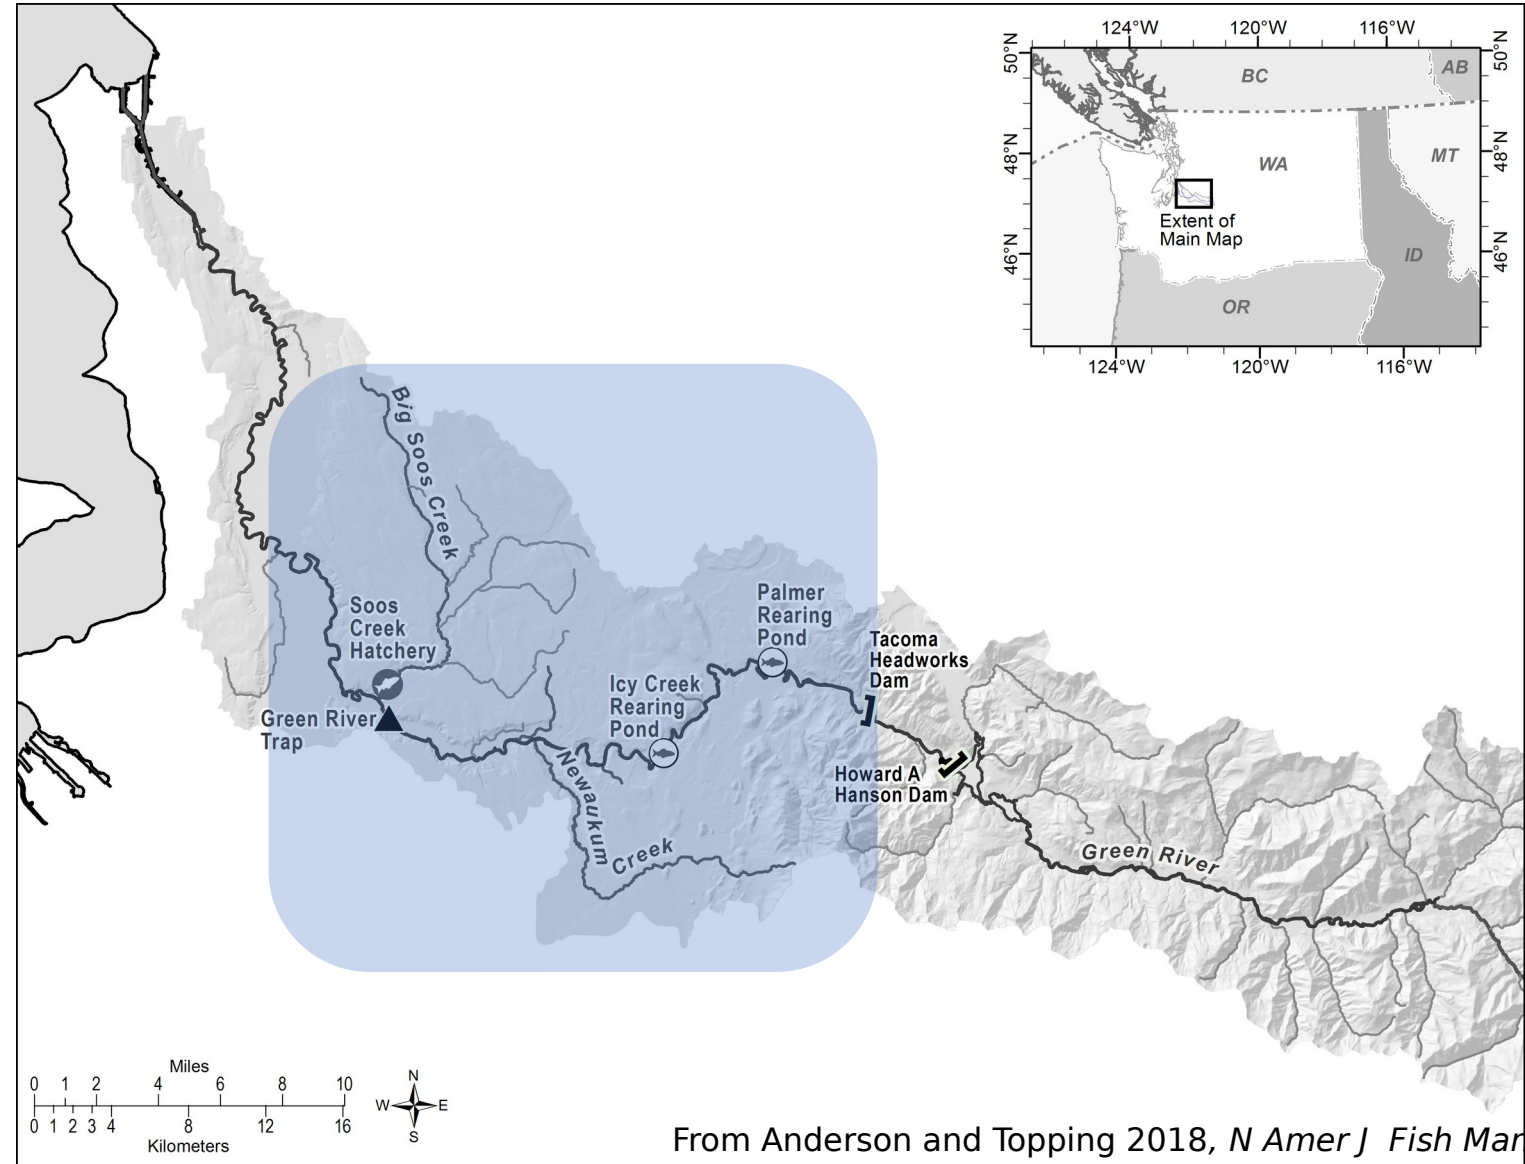 124°W 120°W 116°W
50°N
50°N
BC
AB
48°N
48°N
WA
MT
Extent of
Main Map
46°N
46°N
ID
OR
124°W 120°W 116°W
Big Soos Creek
Palmer
Rearing
Pond
Soos
Creek
Hatchery
Tacoma
Headworks
Dam
Icy Creek
Rearing
Pond
Green River
Trap
Newaukum
Creek
Howard A
Hanson Dam
Green River
Miles
0 1 2 4 6 8 10
0 1 2 3 4 8 12 16
Kilometers
N
W E
S
From Anderson and Topping 2018, N Amer J Fish Mar